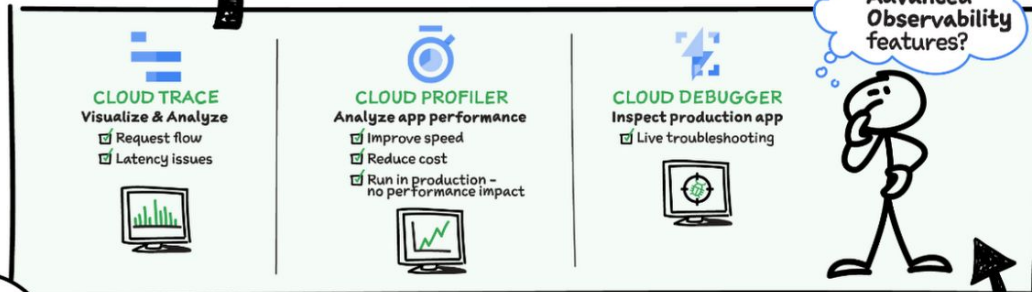 CLOUD TRACE
Visualize & Analyze
Request flow
Latency issues
CLOUD PROFILER
Analyze app performance
Improve speed
Reduce cost
Run in production –
no performance impact
CLOUD DEBUGGER
Inspect production app
Live troubleshooting
Advanced
Observability
features?